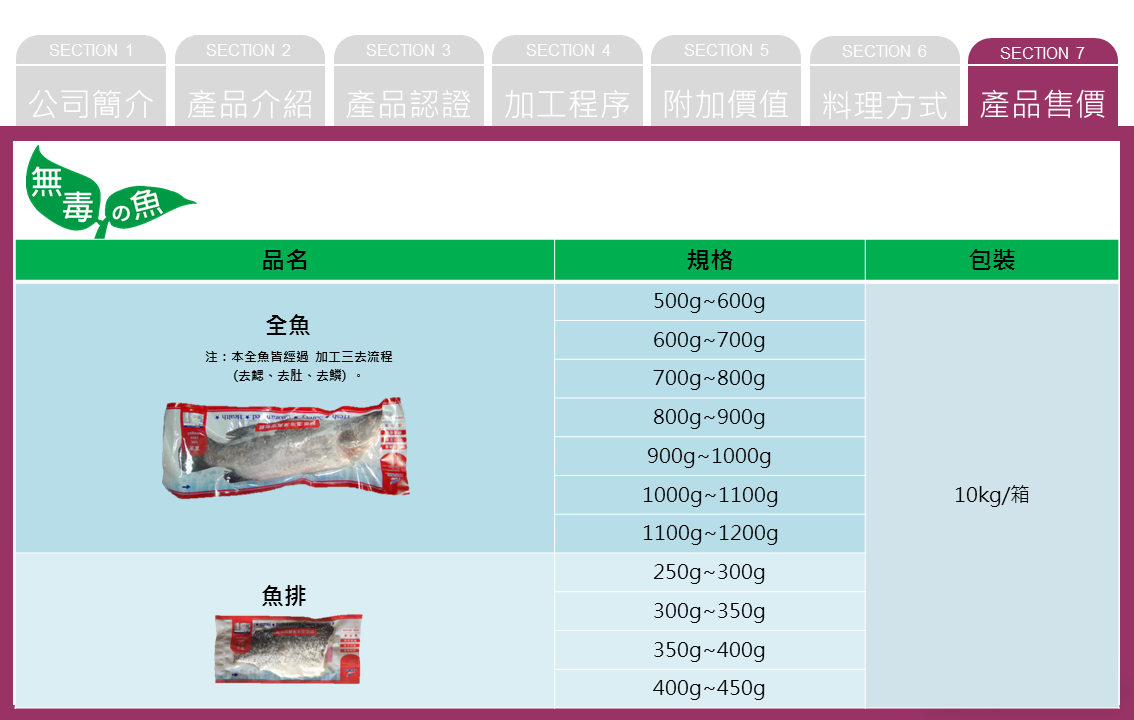 SECTION 1
SECTION 2
SECTION 3
SECTION 4
SECTION 5
SECTION 6
SECTION 7
公司簡介
產品介紹
產品認證
加工程序
附加價值
料理方式
產品售價
無毒の魚
品名
規格
包裝
全魚
注：本全魚皆經過 加工三去流程
(去鰓、去肚、去鱗) 。
500g~600g
600g~700g
700g~800g
800g~900g
900g~1000g
1000g~1100g
1100g~1200g
10kg/箱
魚排
250g~300g
300g~350g
350g~400g
400g~450g